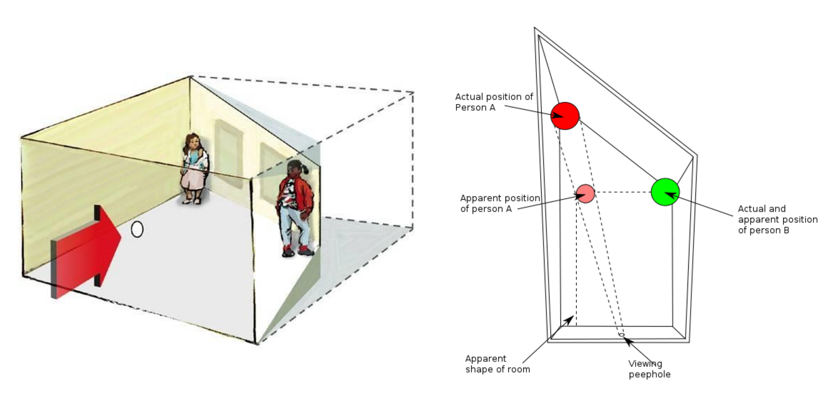 Actual position of
Person A
Apparent position
of person A
Actual and
apparent position
of person B
Apparent
shape of room
Viewing
peephole